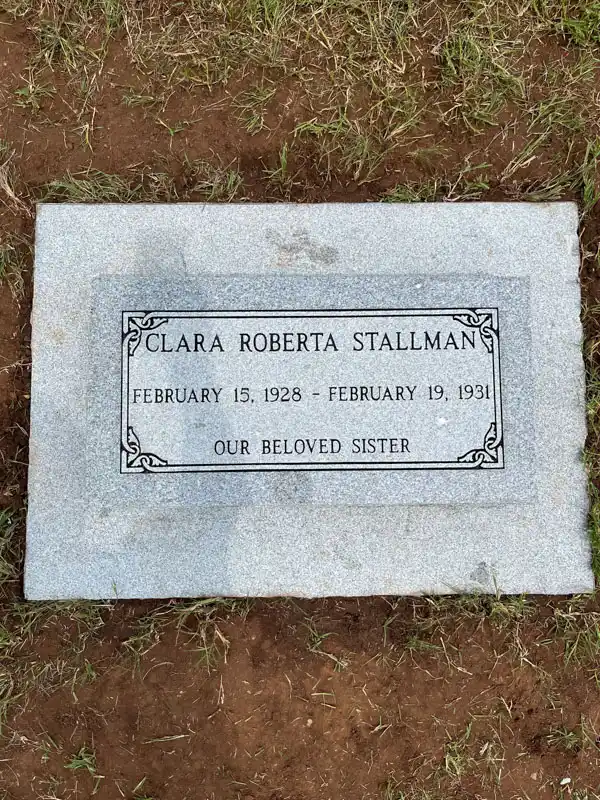 CLARA ROBERTA STALLMAN
FEBRUARY 15, 1928 - FEBRUARY 19, 1931
OUR BELOVED SISTER